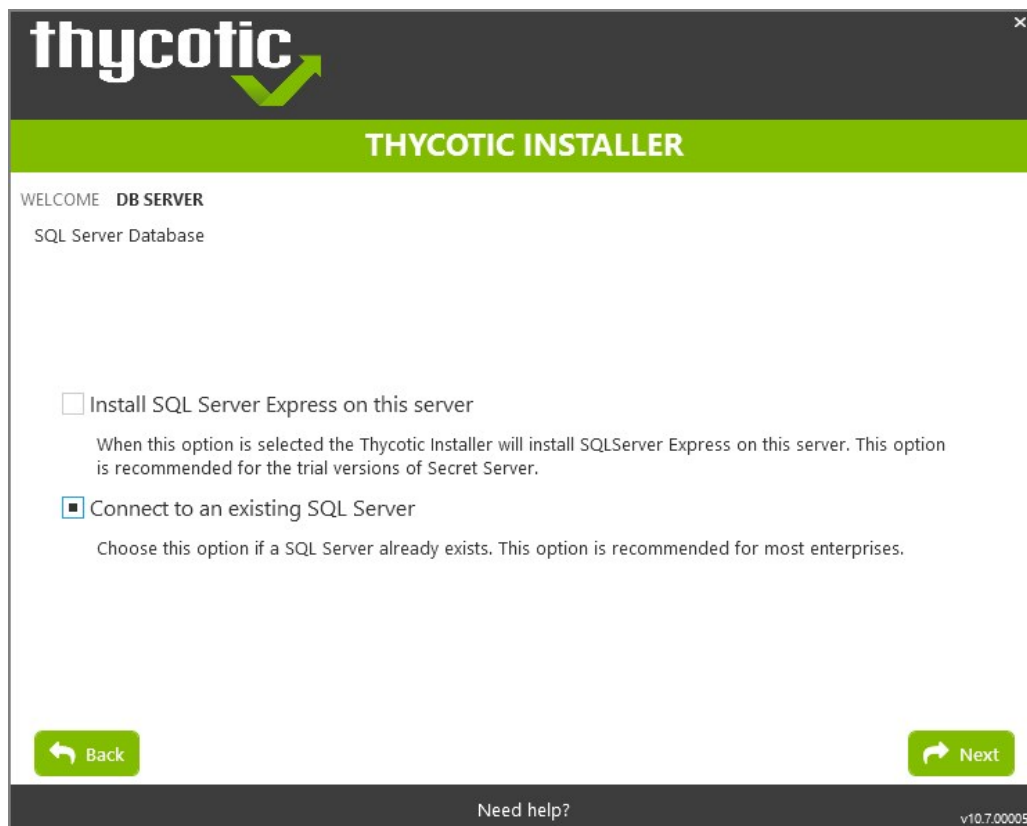 thycotic
THYCOTIC INSTALLER
WELCOME DB SERVER
SQL Server Database
Install SQL Server Express on this server
When this option is selected the Thycotic Installer will install SQLServer Express on this server. This option
is recommended for the trial versions of Secret Server.
Connect to an existing SQL Server
Choose this option if a SQL Server already exists. This option is recommended for most enterprises.
Back
Next
Need help?
v10.7.00005